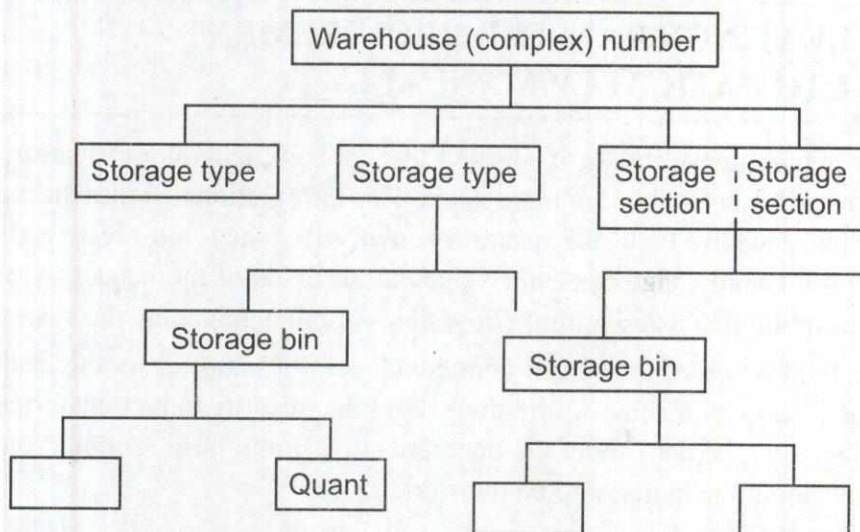 Warehouse (complex) number
Storage type
Storage type
Storage
section
Storage
section
Storage bin
Storage bin
Quant